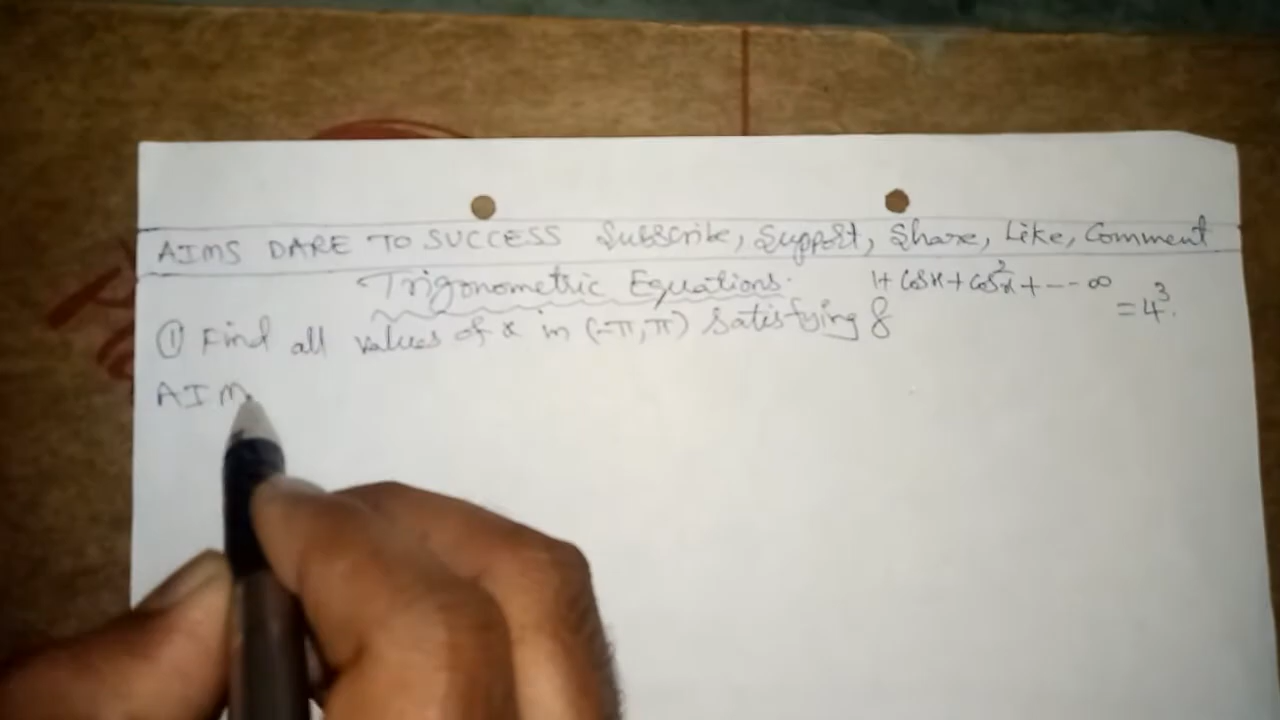 AIMS DARE TO SUCCESS Subscribe, Support, Share, Like, Comment
Trigonometric Equations.
① Find all values of x in (-π, π) satisfying 8^(1+cosx+cos²x+---∞) = 4³.
AIM